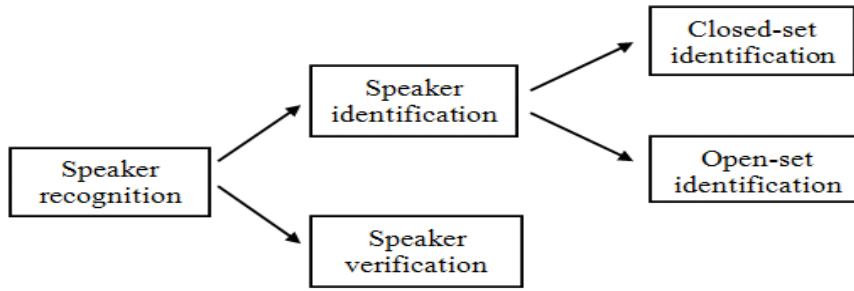 Closed-set
identification
Speaker
identification
Speaker
recognition
Open-set
identification
Speaker
verification